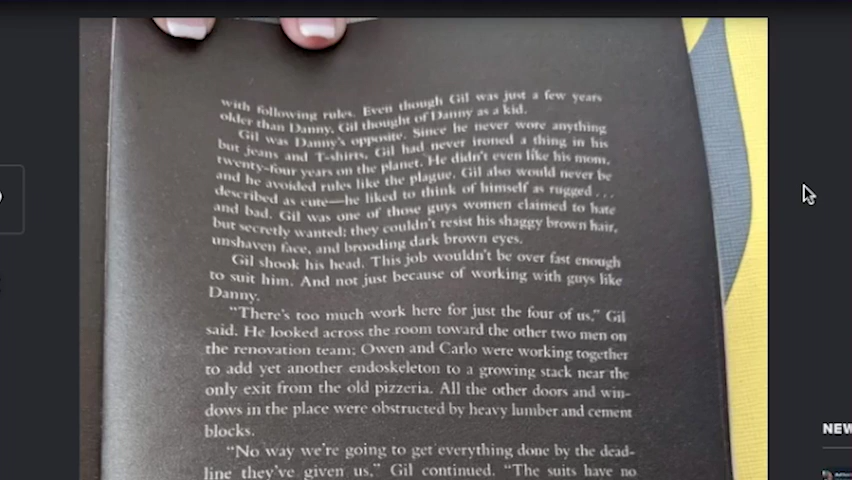 with following rules. Even though Gil was just a few years
older than Danny, Gil thought of Danny as a kid.
Gil was Danny's opposite. Since he never wore anything
but jeans and T-shirts, Gil had never ironed a thing in his
twenty-four years on the planet. He didn't even like his mom,
and he avoided rules like the plague. Gil also would never be
described as cute—he liked to think of himself as rugged . . .
and bad. Gil was one of those guys women claimed to hate
but secretly wanted; they couldn't resist his shaggy brown hair,
unshaven face, and brooding dark brown eyes.
Gil shook his head. This job wouldn't be over fast enough
to suit him. And not just because of working with guys like
Danny.
"There's too much work here for just the four of us," Gil
said. He looked across the room toward the other two men on
the renovation team; Owen and Carlo were working together
to add yet another endoskeleton to a growing stack near the
only exit from the old pizzeria. All the other doors and win-
dows in the place were obstructed by heavy lumber and cement
blocks.
"No way we're going to get everything done by the dead-
line they've given us," Gil continued. "The suits have no
NEW